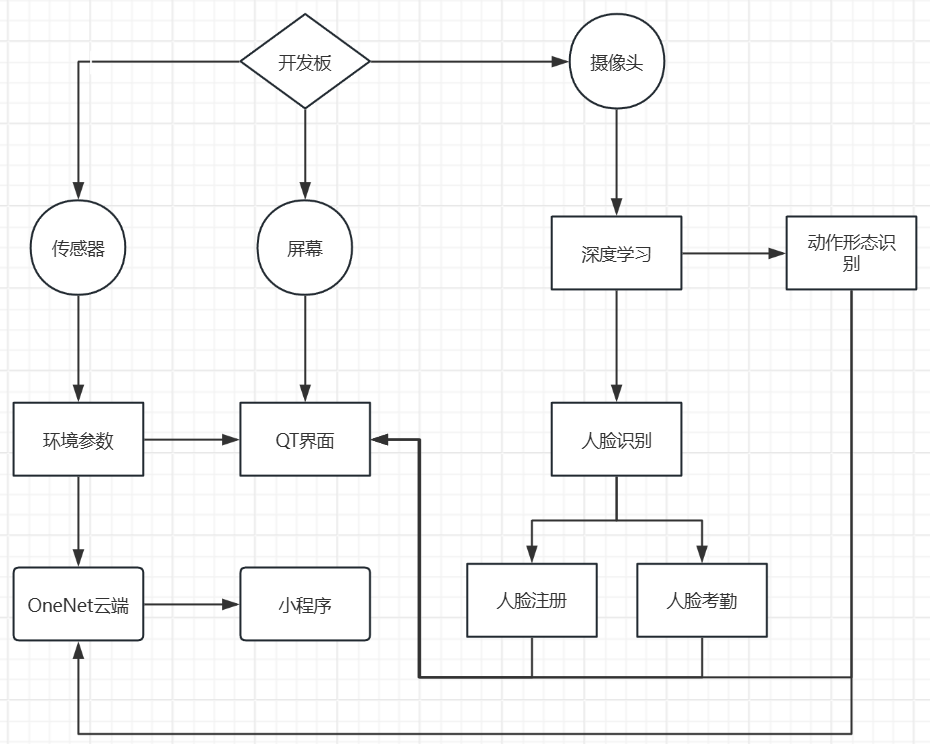 开发板
摄像头
传感器
屏幕
深度学习
动作形态识
别
环境参数
QT界面
人脸识别
OneNet云端
小程序
人脸注册
人脸考勤